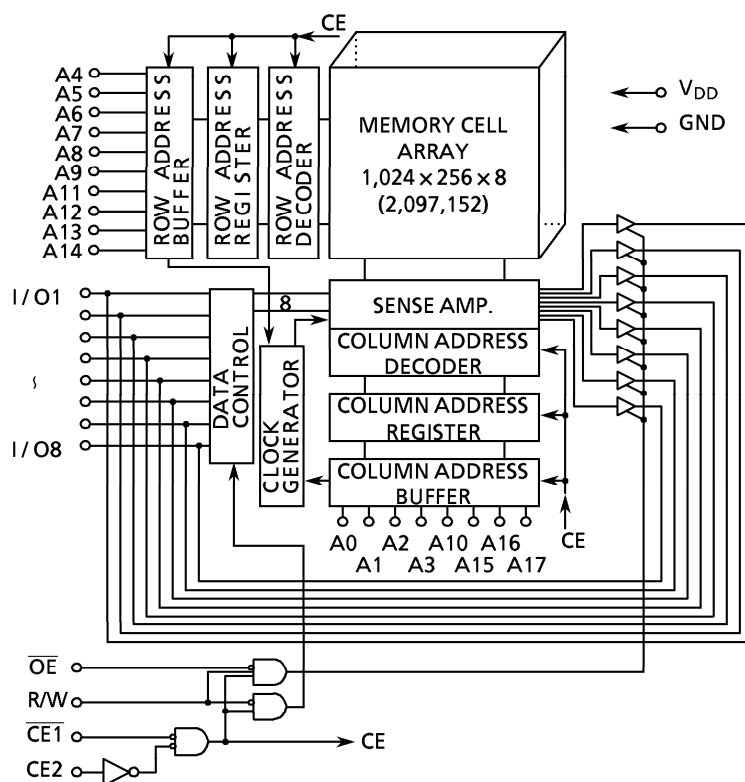 CE
A4
A5
A6
A7
A8
A9
A11
A12
A13
A14
ROW ADDRESS
BUFFER
ROW ADDRESS
REGISTER
ROW ADDRESS
DECODER
MEMORY CELL
ARRAY
1,024 × 256 × 8
(2,097,152)
VDD
GND
I/O1
~
I/O8
DATA
CONTROL
8
CLOCK
GENERATOR
SENSE AMP.
COLUMN ADDRESS
DECODER
COLUMN ADDRESS
REGISTER
COLUMN ADDRESS
BUFFER
A0
A1
A2
A3
A10
A15
A16
A17
CE
OE
R/W
CE1
CE2
CE